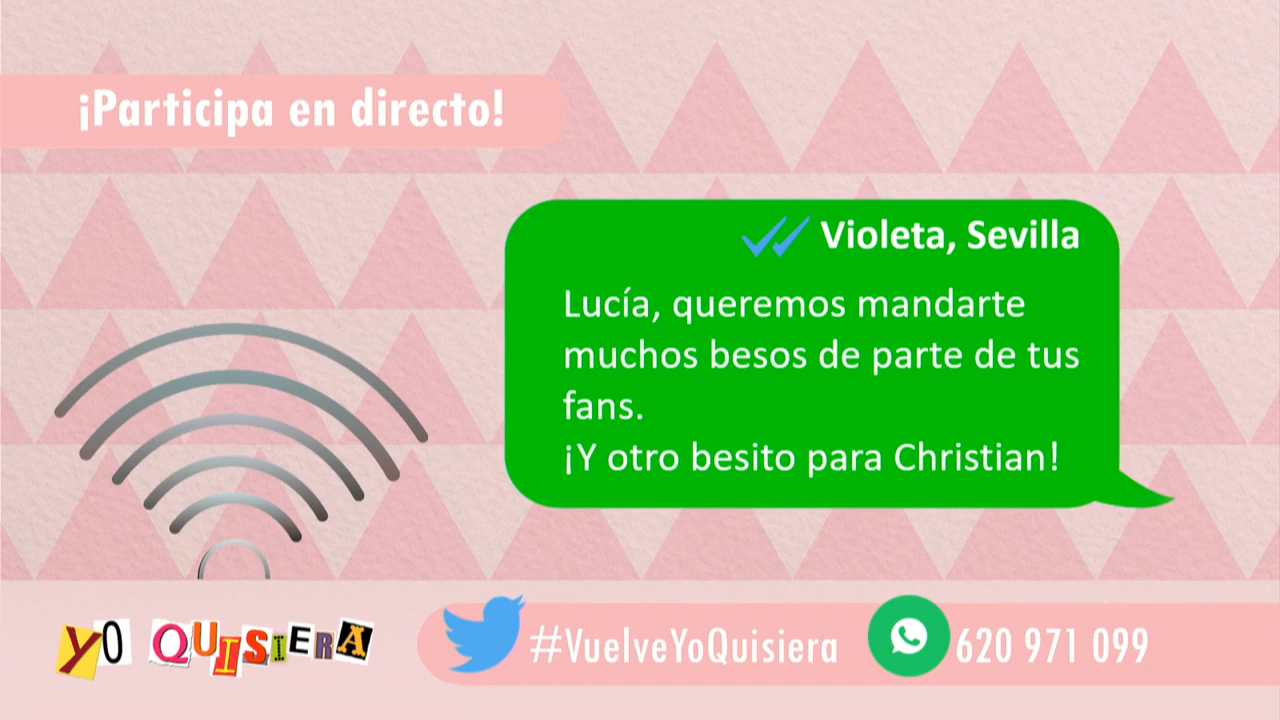 ¡Participa en directo!
Violeta, Sevilla
Lucía, queremos mandarte
muchos besos de parte de tus
fans.
¡Y otro besito para Christian!
YO QUISIERA
#VuelveYoQuisiera
620 971 099